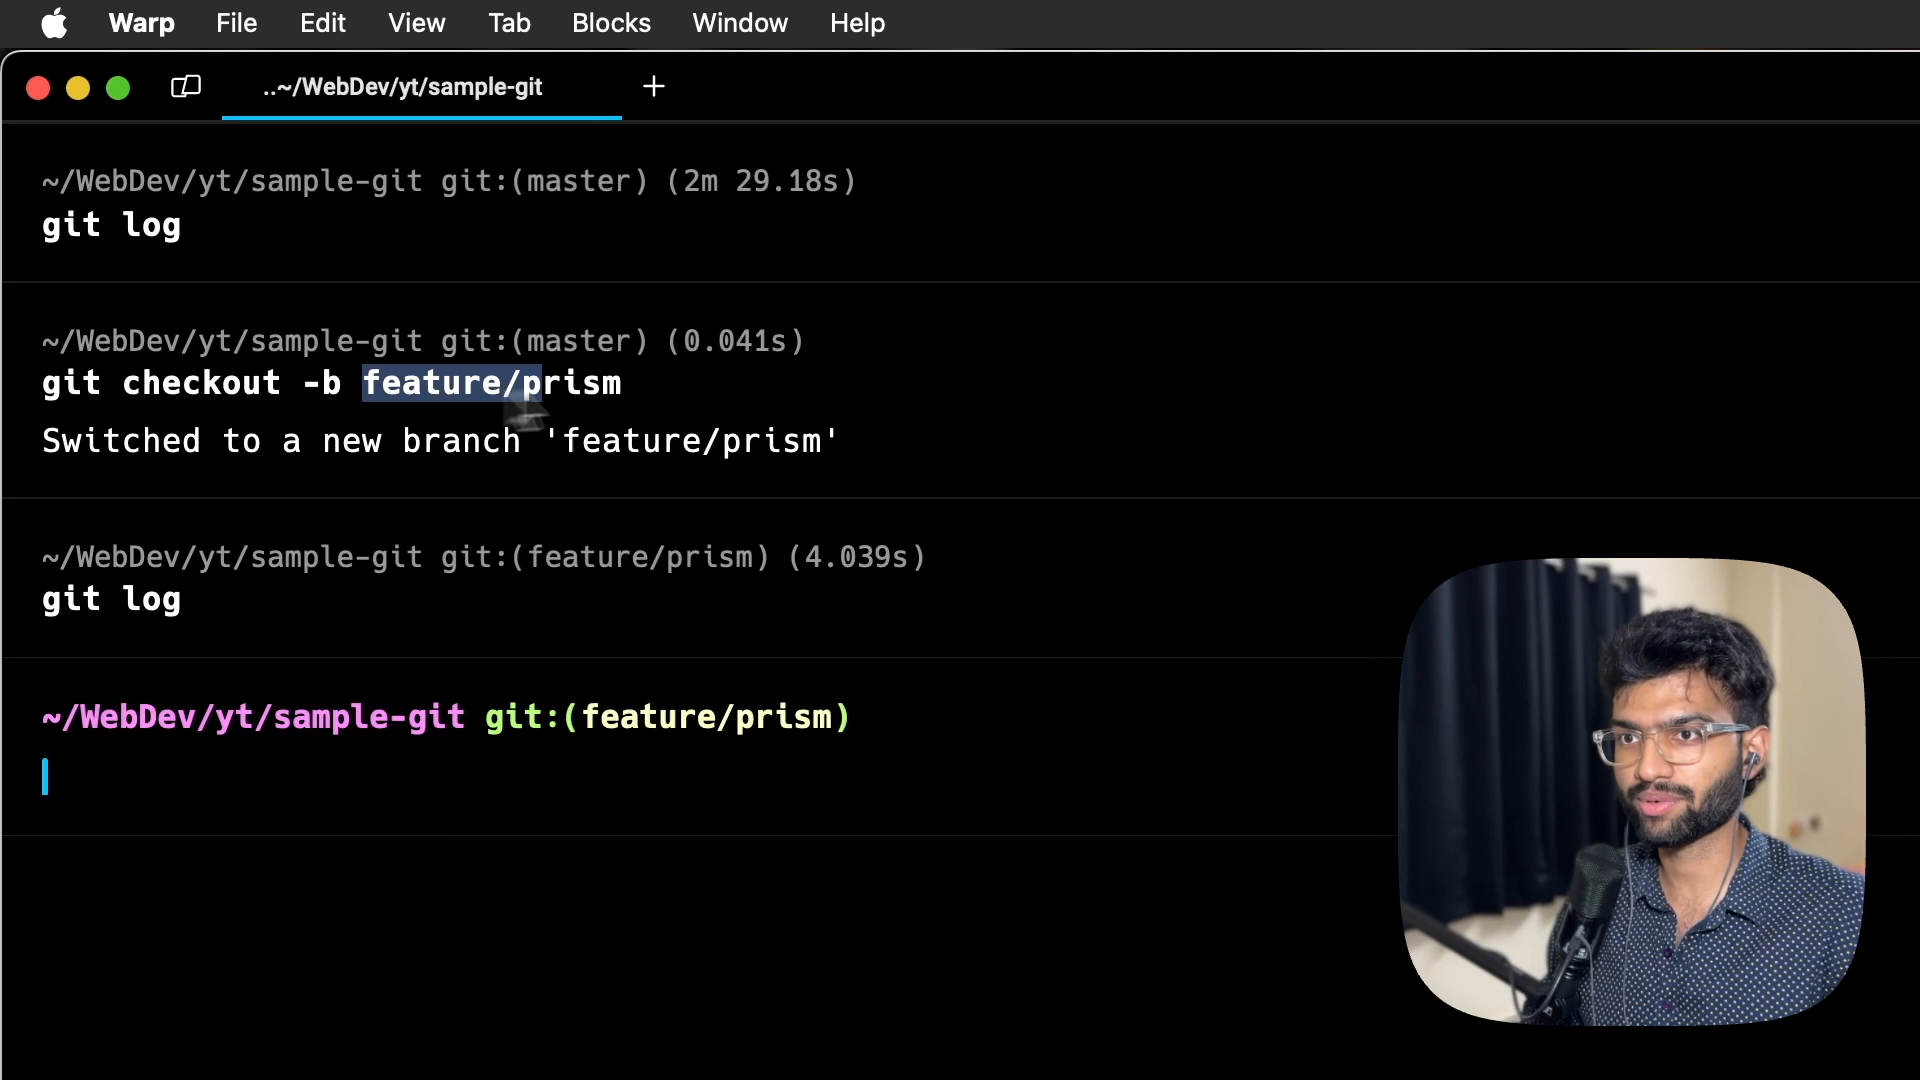 Warp File Edit View Tab Blocks Window Help
..~/WebDev/yt/sample-git +
~/WebDev/yt/sample-git git:(master) (2m 29.18s)
git log
~/WebDev/yt/sample-git git:(master) (0.041s)
git checkout -b feature/prism
Switched to a new branch 'feature/prism'
~/WebDev/yt/sample-git git:(feature/prism) (4.039s)
git log
~/WebDev/yt/sample-git git:(feature/prism)